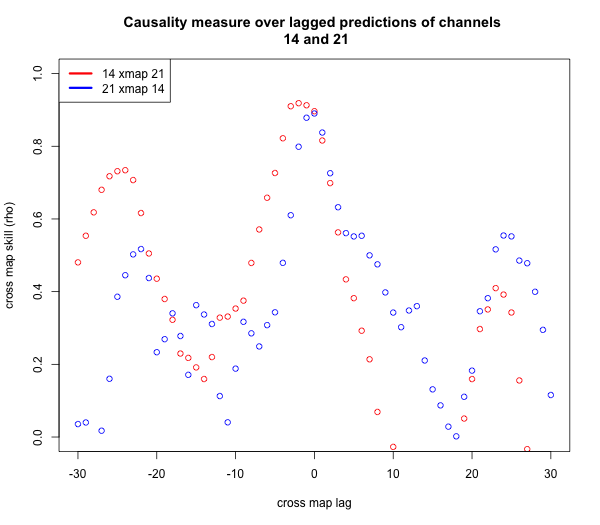 Causality measure over lagged predictions of channels
14 and 21
14 xmap 21
21 xmap 14
cross map skill (rho)
1.0
0.8
0.6
0.4
0.2
0.0
-30 -20 -10 0 10 20 30
cross map lag